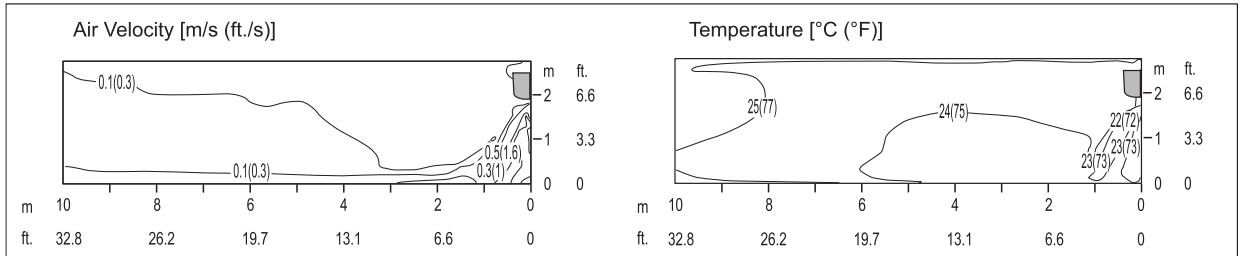 Air Velocity [m/s (ft./s)]
0.1(0.3)
0.1(0.3)
0.5(1.6)
0.3(1)
m ft.
2 6.6
1 3.3
0 0
m 10 8 6 4 2 0
ft. 32.8 26.2 19.7 13.1 6.6 0
Temperature [°C (°F)]
25(77)
24(75)
22(72)
23(73)
23(73)
m ft.
2 6.6
1 3.3
0 0
m 10 8 6 4 2 0
ft. 32.8 26.2 19.7 13.1 6.6 0